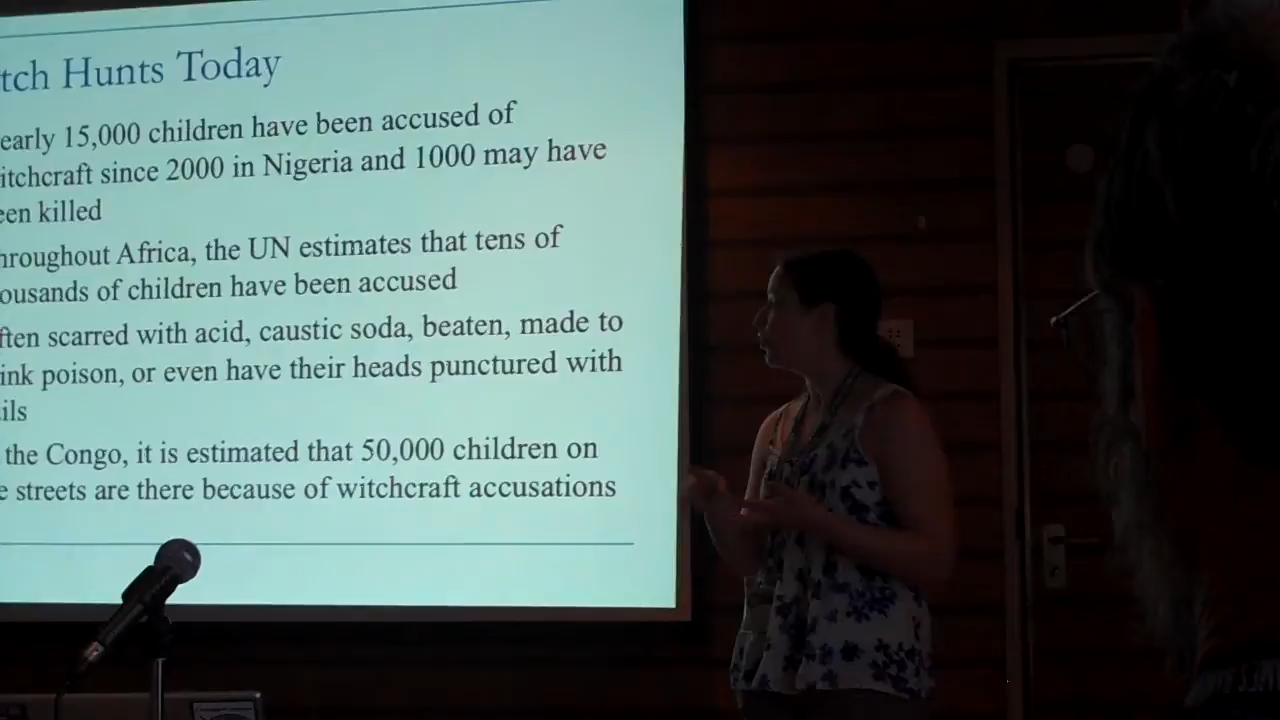 tch Hunts Today
early 15,000 children have been accused of
itchcraft since 2000 in Nigeria and 1000 may have
een killed
hroughout Africa, the UN estimates that tens of
ousands of children have been accused
ften scarred with acid, caustic soda, beaten, made to
ink poison, or even have their heads punctured with
ils
the Congo, it is estimated that 50,000 children on
e streets are there because of witchcraft accusations